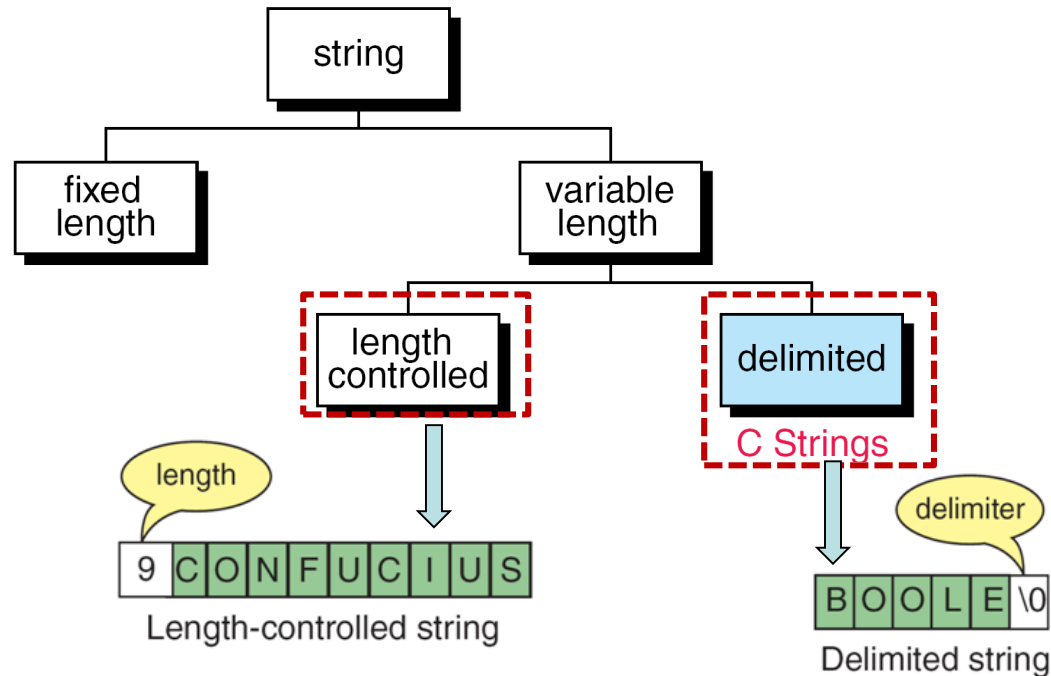 string
fixed
length
variable
length
length
controlled
delimited
C Strings
length
delimiter
9 C O N F U C I U S
B O O L E \0
Length-controlled string
Delimited string